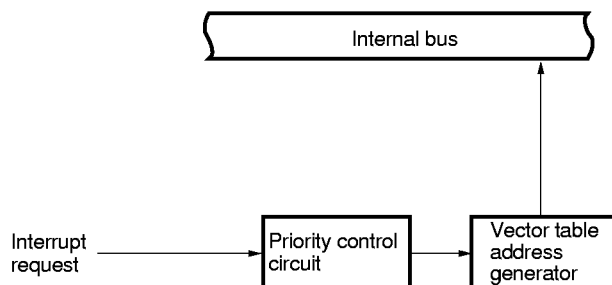 Internal bus
Interrupt
request
Priority control
circuit
Vector table
address
generator